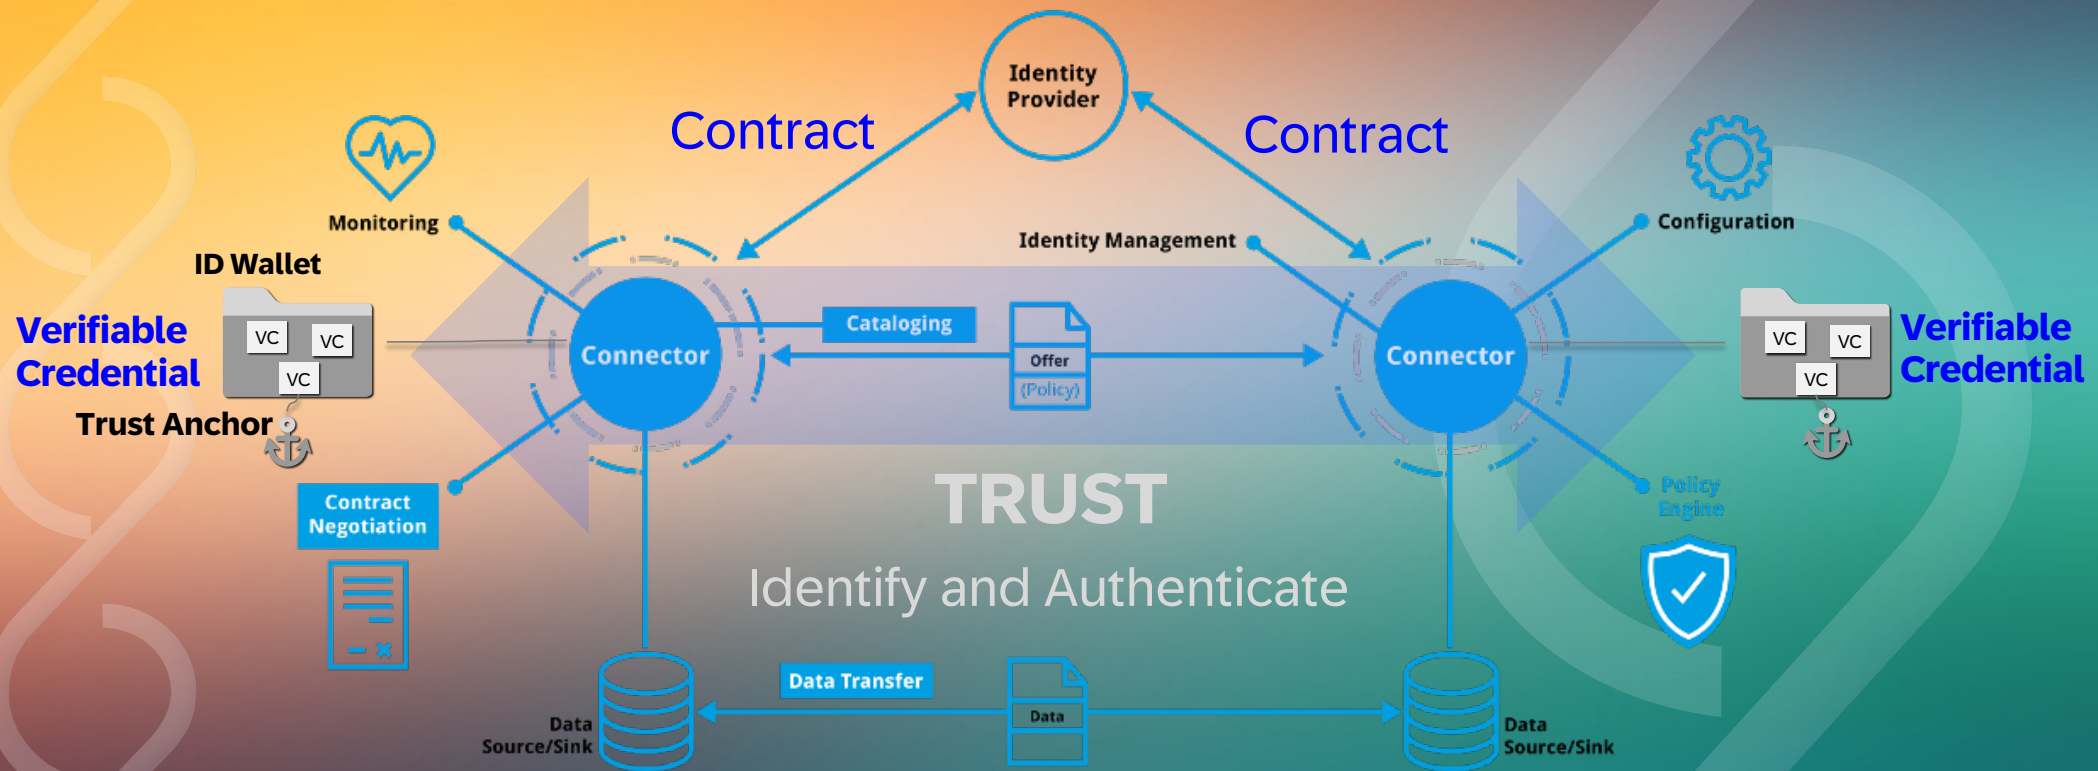 Identity
Provider
Contract
Contract
Monitoring
Identity Management
Configuration
ID Wallet
Verifiable
Credential
VC
VC
VC
Trust Anchor
Connector
Cataloging
Offer
(Policy)
Connector
VC
VC
VC
Verifiable
Credential
Contract
Negotiation
TRUST
Identify and Authenticate
Policy
Engine
Data Transfer
Data
Source/Sink
Data
Data
Source/Sink